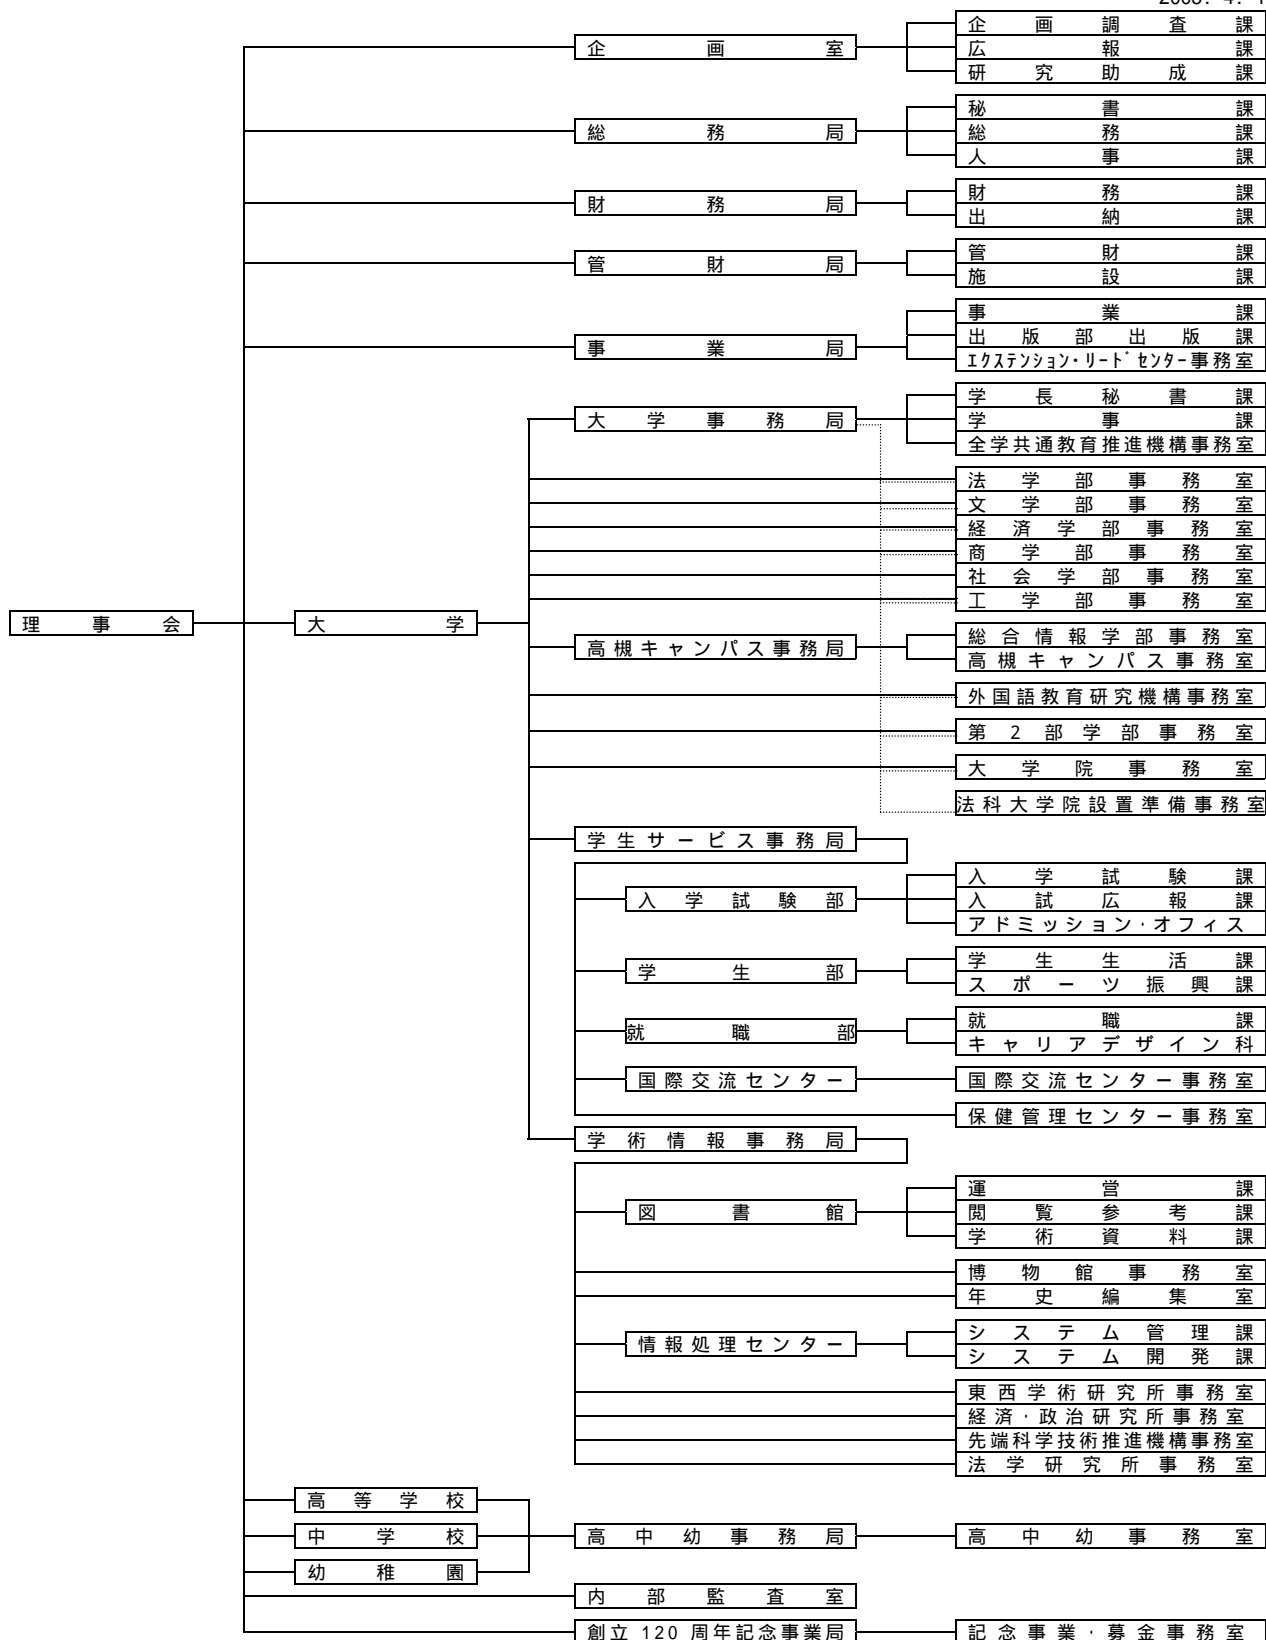 企画調査課
企画室
広報課
研究助成課
秘書課
総務局
総務課
人事課
財務課
財務局
出納課
管財課
管財局
施設課
事業課
出版部出版課
事業局
エクステンション・リードセンター事務室
学長秘書課
大学事務局
学事課
全学共通教育推進機構事務室
法学部事務室
文学部事務室
経済学部事務室
商学部事務室
社会学部事務室
工学部事務室
理事会
大学
総合情報学部事務室
高槻キャンパス事務局
高槻キャンパス事務室
外国語教育研究機構事務室
第2部学部事務室
大学院事務室
法科大学院設置準備事務室
学生サービス事務局
入学試験課
入学試験部
入試広報課
アドミッション・オフィス
学生生活課
学生部
スポーツ振興課
就職課
就職部
キャリアデザイン科
国際交流センター
国際交流センター事務室
保健管理センター事務室
学術情報事務局
運営課
図書館
閲覧参考課
学術資料課
博物館事務室
年史編集室
システム管理課
情報処理センター
システム開発課
東西学術研究所事務室
経済・政治研究所事務室
先端科学技術推進機構事務室
法学研究所事務室
高等学校
中学校
高中幼事務局
高中幼事務室
幼稚園
内部監査室
創立 120 周年記念事業局
記念事業・募金事務室